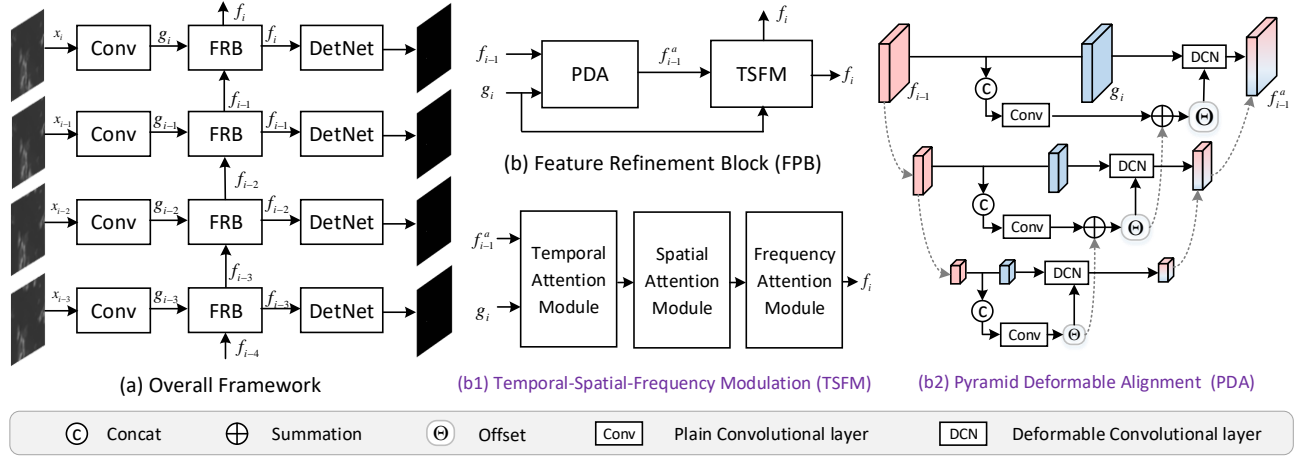 f_i
x_i Conv g_i FRB f_i DetNet
f_{i-1}
x_{i-1} Conv g_{i-1} FRB f_{i-1} DetNet
f_{i-2}
x_{i-2} Conv g_{i-2} FRB f_{i-2} DetNet
f_{i-3}
x_{i-3} Conv g_{i-3} FRB f_{i-3} DetNet
f_{i-4}
(a) Overall Framework
f_i
f_{i-1} PDA f_{i-1}^a TSFM f_i
g_i
(b) Feature Refinement Block (FPB)
f_{i-1}^a
g_i
Temporal
Attention
Module
Spatial
Attention
Module
Frequency
Attention
Module
f_i
(b1) Temporal-Spatial-Frequency Modulation (TSFM)
f_{i-1} g_i DCN f_{i-1}^a
C
Conv Θ
DCN
C
Conv Θ
DCN
C
Conv Θ
(b2) Pyramid Deformable Alignment (PDA)
C Concat ⊕ Summation Θ Offset Conv Plain Convolutional layer DCN Deformable Convolutional layer